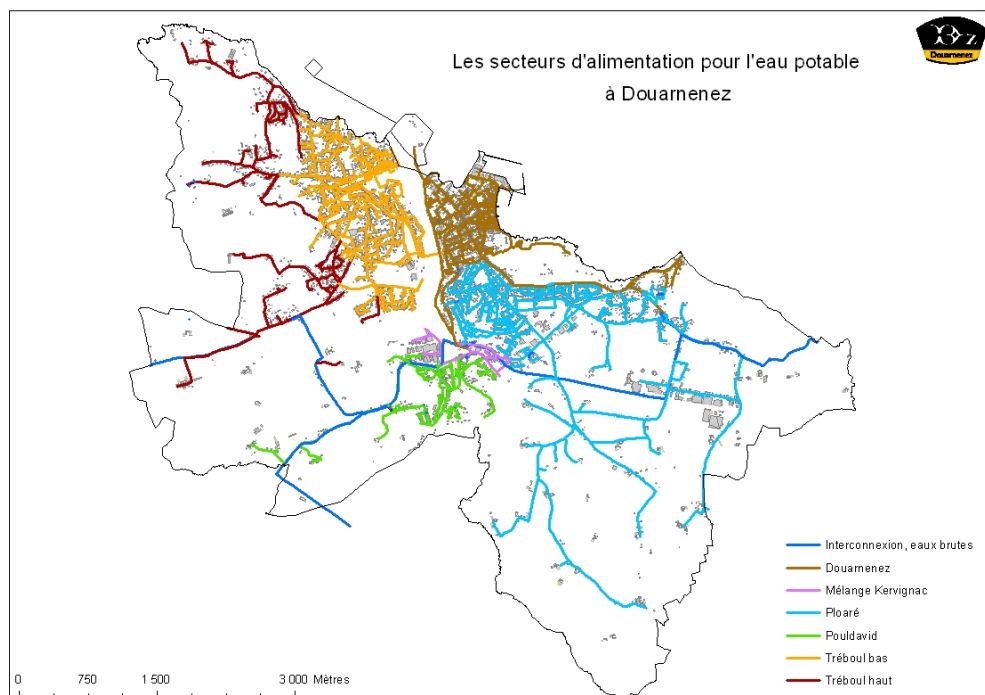 Les secteurs d'alimentation pour l'eau potable
à Douarnenez
Douarnenez
Interconnexion, eaux brutes
Douarnenez
Mélange Kervignac
Ploaré
Pouldavid
Tréboul bas
Tréboul haut
0 750 1 500 3 000 Mètres